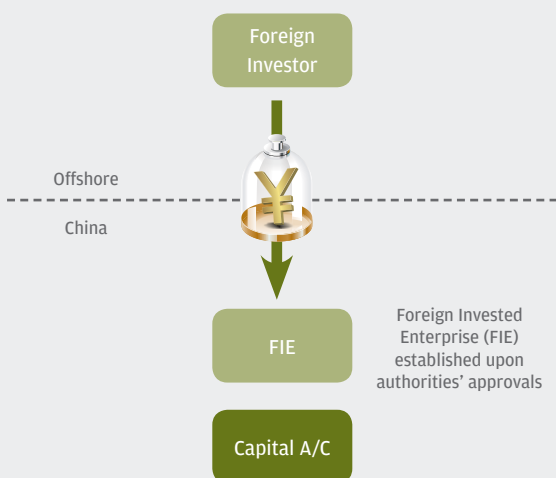 Foreign
Investor
Offshore
¥
China
FIE
Foreign Invested
Enterprise (FIE)
established upon
authorities’ approvals
Capital A/C